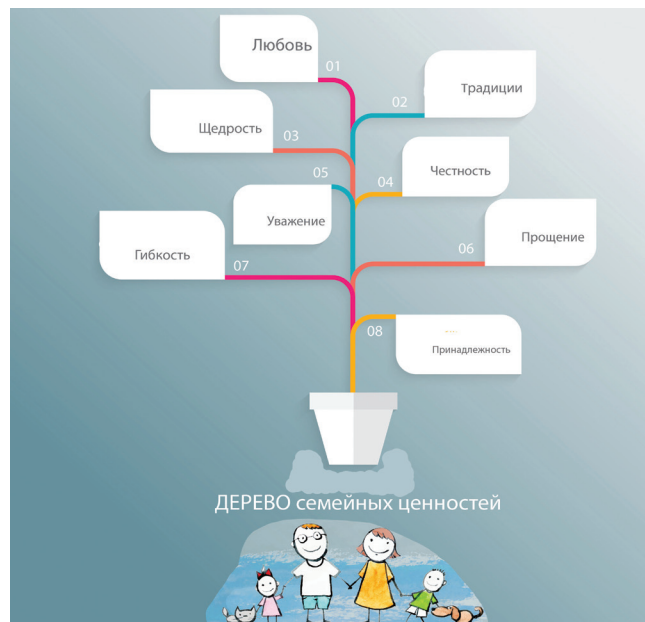 Любовь
01
02
Традиции
Щедрость
03
Честность
04
05
Уважение
06
Прощение
Гибкость
07
08
Принадлежность
ДЕРЕВО семейных ценностей